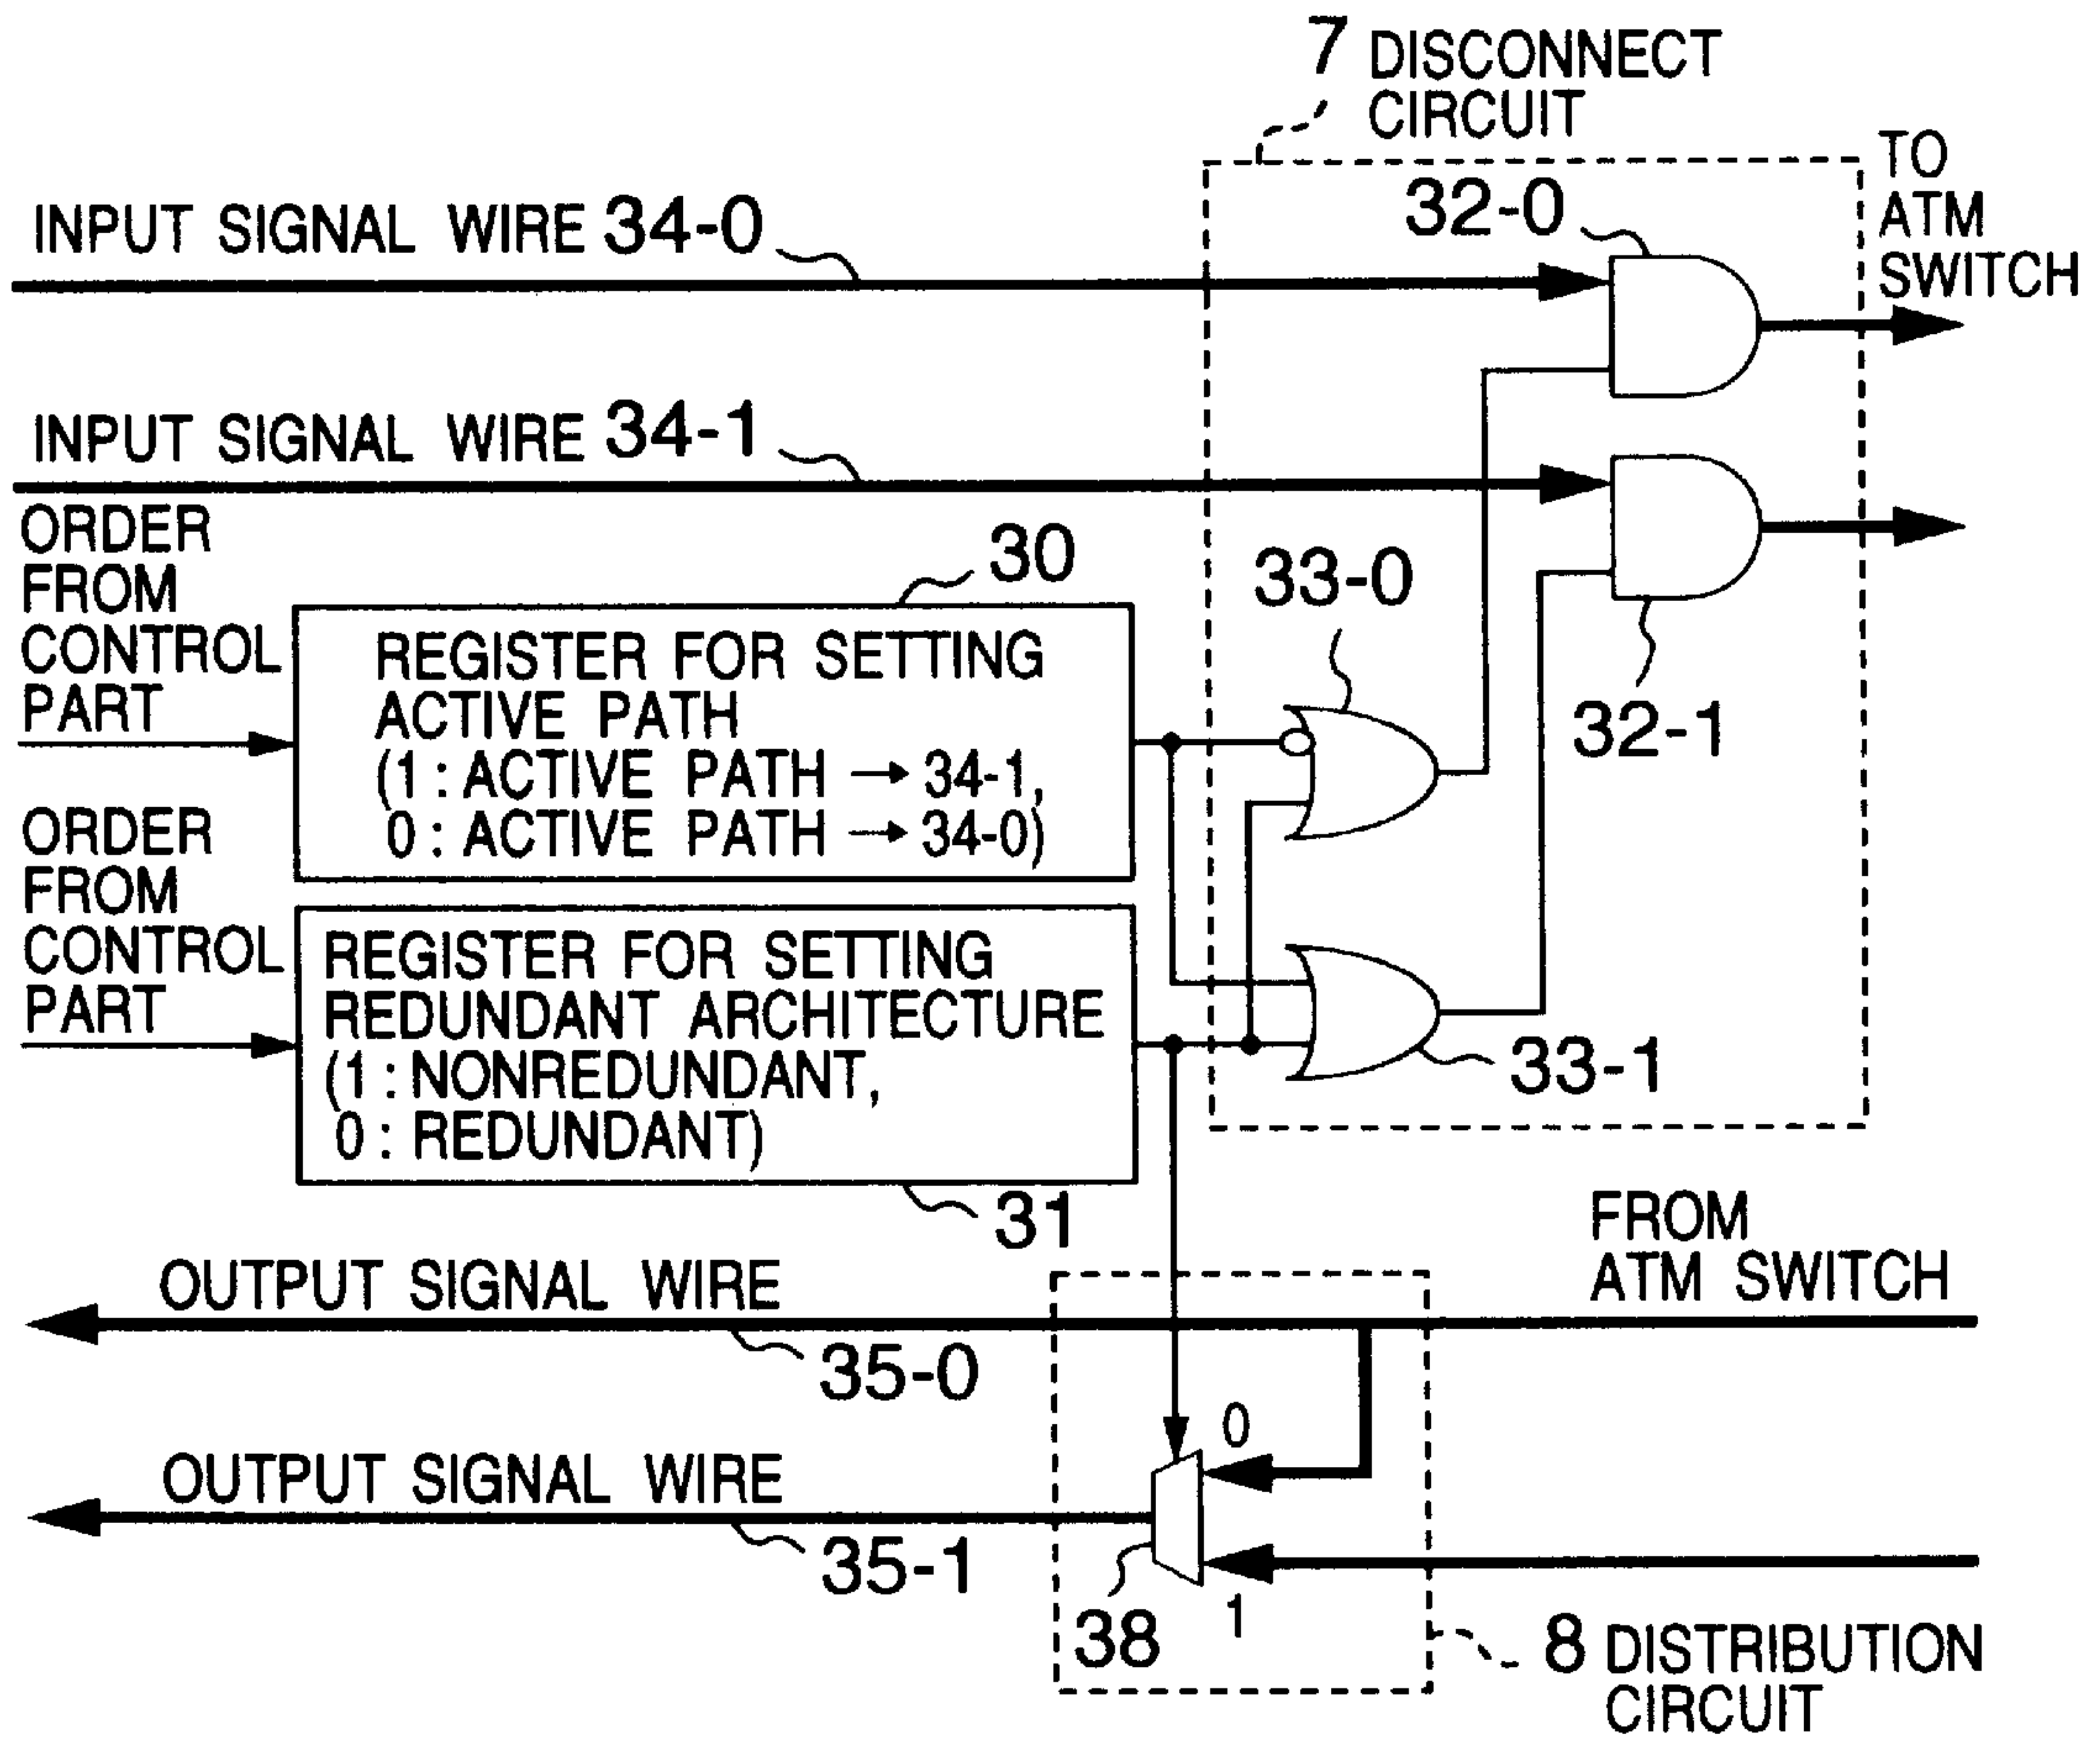 7 DISCONNECT
CIRCUIT
TO
ATM
SWITCH
32-0
INPUT SIGNAL WIRE 34-0
INPUT SIGNAL WIRE 34-1
ORDER
FROM
CONTROL
PART
30
REGISTER FOR SETTING
ACTIVE PATH
(1 : ACTIVE PATH → 34-1,
0 : ACTIVE PATH → 34-0)
33-0
32-1
ORDER
FROM
CONTROL
PART
REGISTER FOR SETTING
REDUNDANT ARCHITECTURE
(1 : NONREDUNDANT,
0 : REDUNDANT)
33-1
31
FROM
ATM SWITCH
OUTPUT SIGNAL WIRE
35-0
0
OUTPUT SIGNAL WIRE
35-1
1
38
8 DISTRIBUTION
CIRCUIT